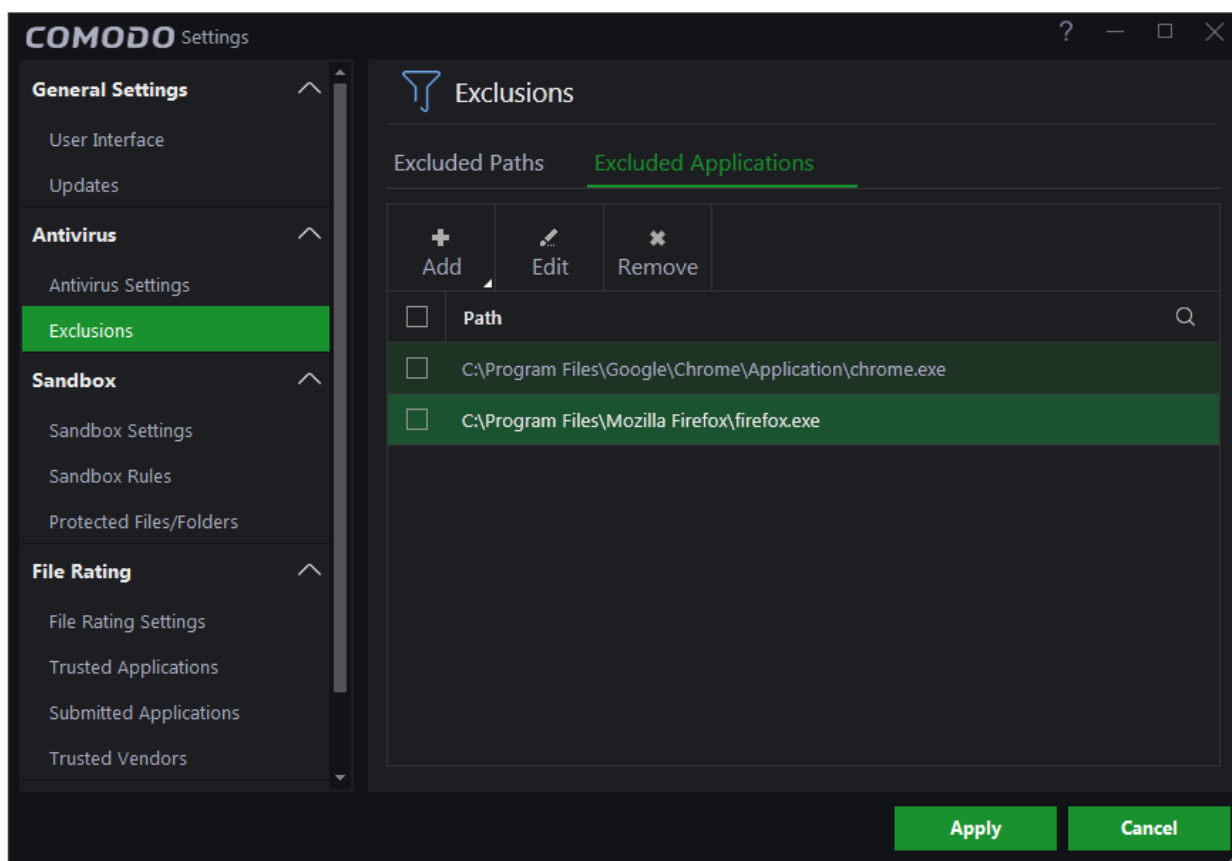 COMODO Settings
?
General Settings
User Interface
Updates
Antivirus
Antivirus Settings
Exclusions
Sandbox
Sandbox Settings
Sandbox Rules
Protected Files/Folders
File Rating
File Rating Settings
Trusted Applications
Submitted Applications
Trusted Vendors
Exclusions
Excluded Paths Excluded Applications
Add Edit Remove
Path
C:\Program Files\Google\Chrome\Application\chrome.exe
C:\Program Files\Mozilla Firefox\firefox.exe
Apply Cancel